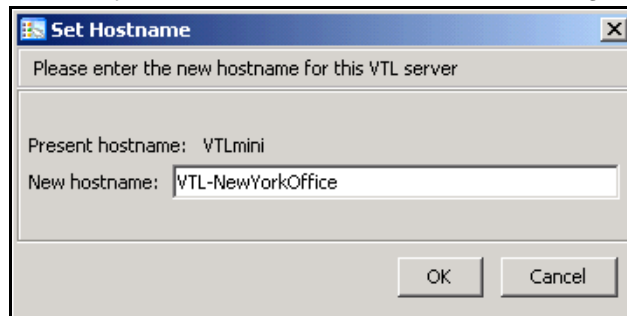 Set Hostname
Please enter the new hostname for this VTL server
Present hostname: VTLmini
New hostname: VTL-NewYorkOffice
OK Cancel